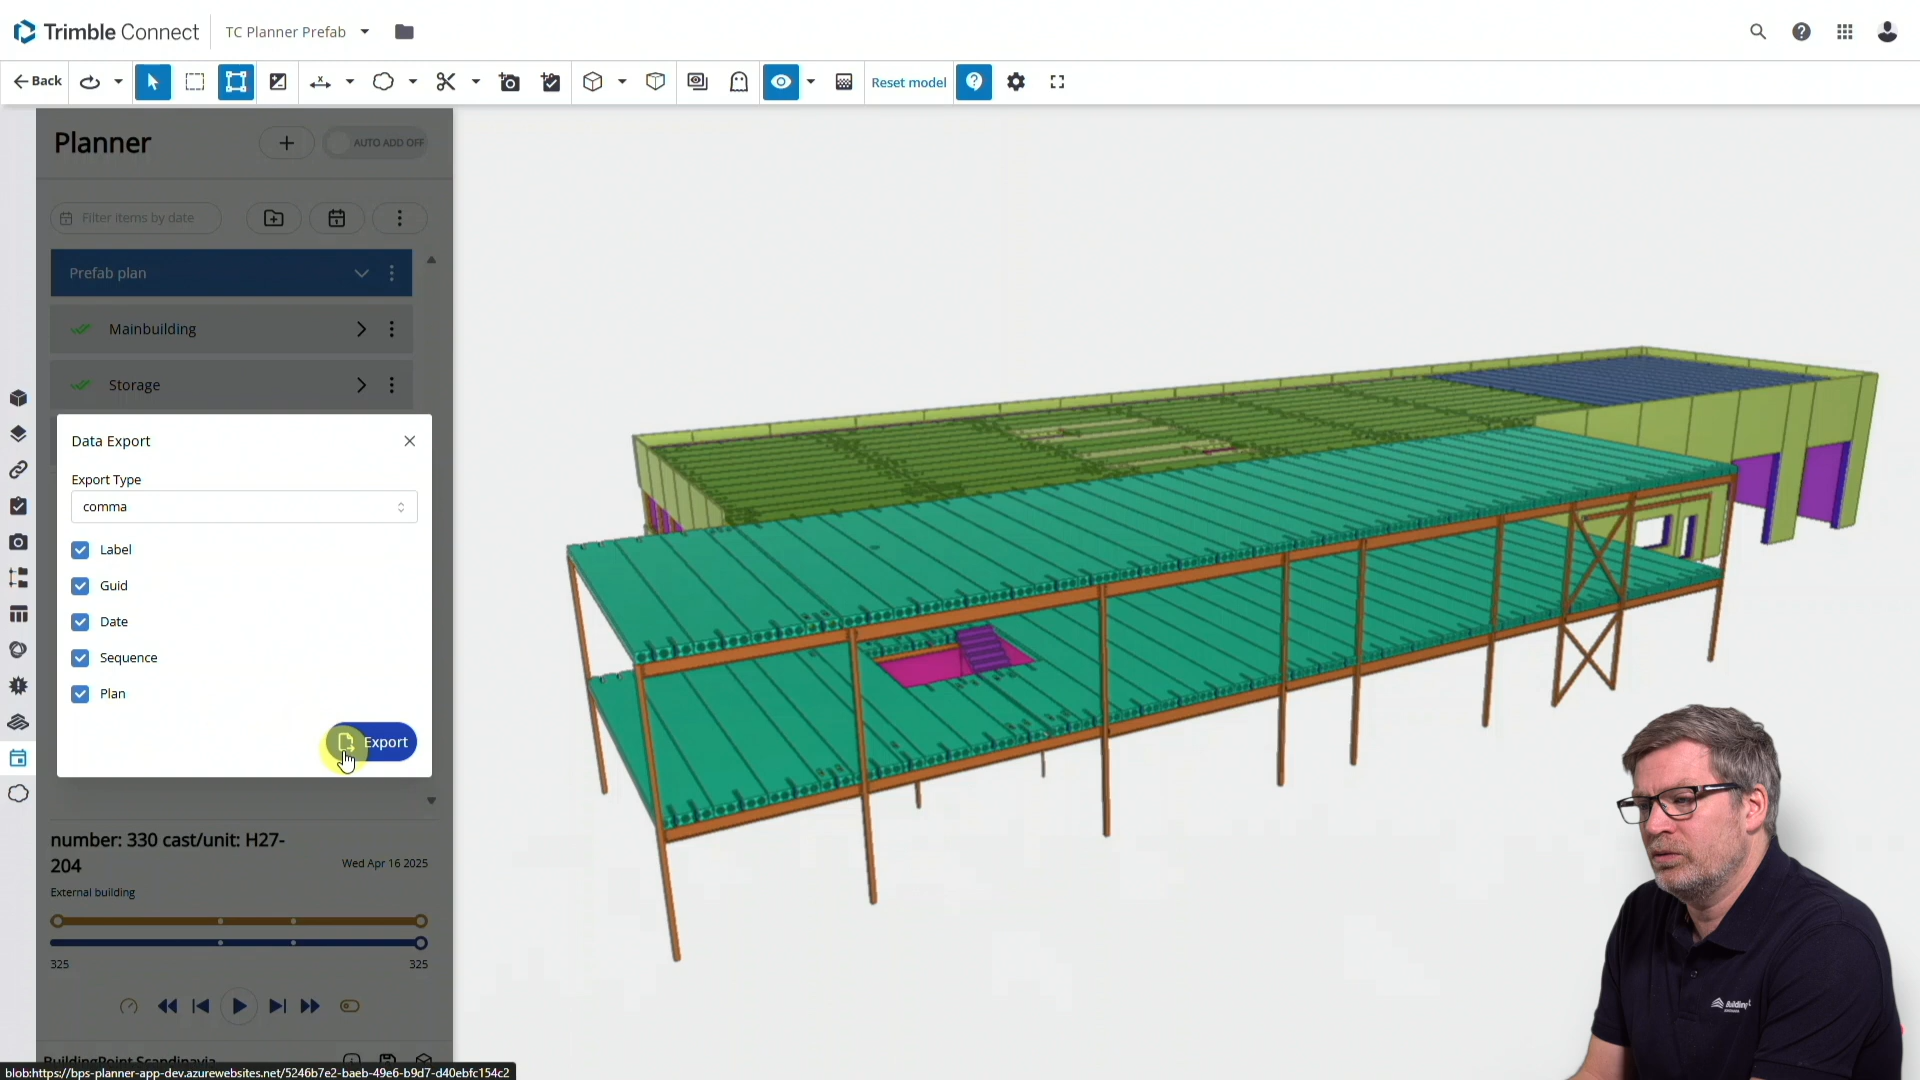 Trimble Connect
TC Planner Prefab
Back
Reset model
Planner
AUTO ADD OFF
Filter items by date
Prefab plan
Mainbuilding
Storage
Data Export
Export Type
comma
Label
Guid
Date
Sequence
Plan
Export
number: 330 cast/unit: H27-
204
Wed Apr 16 2025
External building
325
325
BuildingPoint Scandinavia
blob:https://bps-planner-app-dev.azurewebsites.net/5246b7e2-baeb-49e6-b9d7-d40ebfc154c2